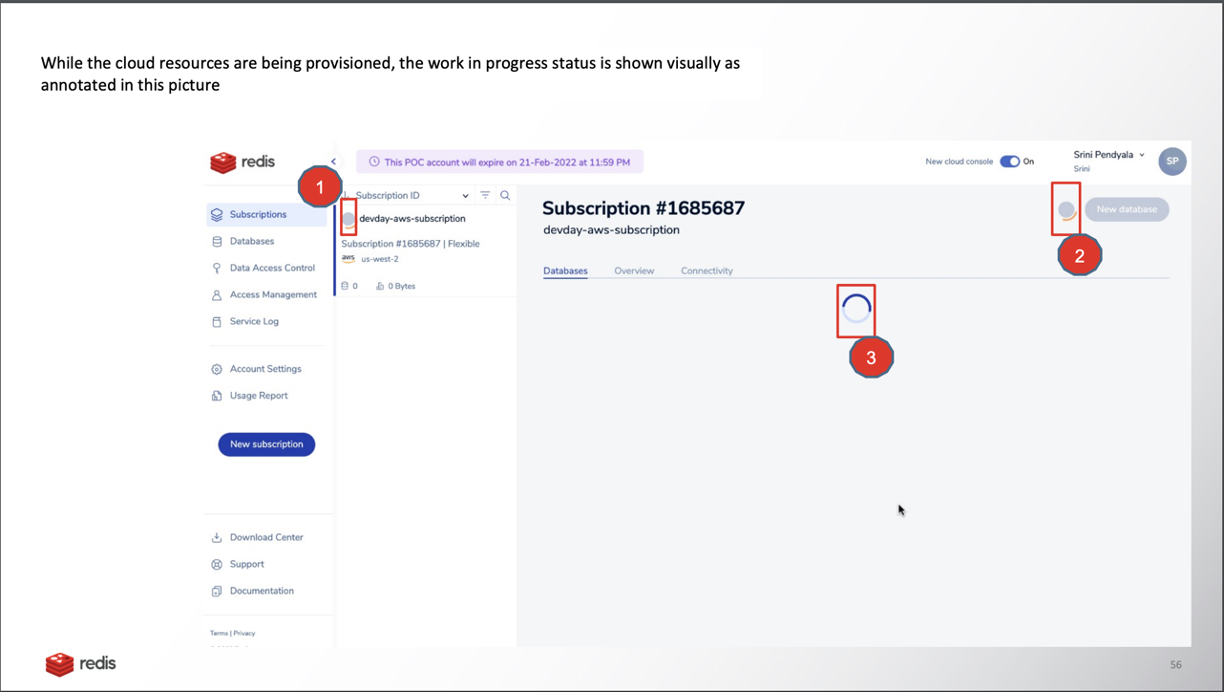 While the cloud resources are being provisioned, the work in progress status is shown visually as
annotated in this picture
redis
This POC account will expire on 21-Feb-2022 at 11:59 PM
New cloud console
On
Srini Pendyala
Srini
SP
1
Subscription ID
Subscriptions
Databases
Data Access Control
Access Management
Service Log
Account Settings
Usage Report
New subscription
Download Center
Support
Documentation
Terms | Privacy
devday-aws-subscription
Subscription #1685687 | Flexible
aws us-west-2
0 0 Bytes
Subscription #1685687
devday-aws-subscription
New database
2
Databases Overview Connectivity
3
redis
56